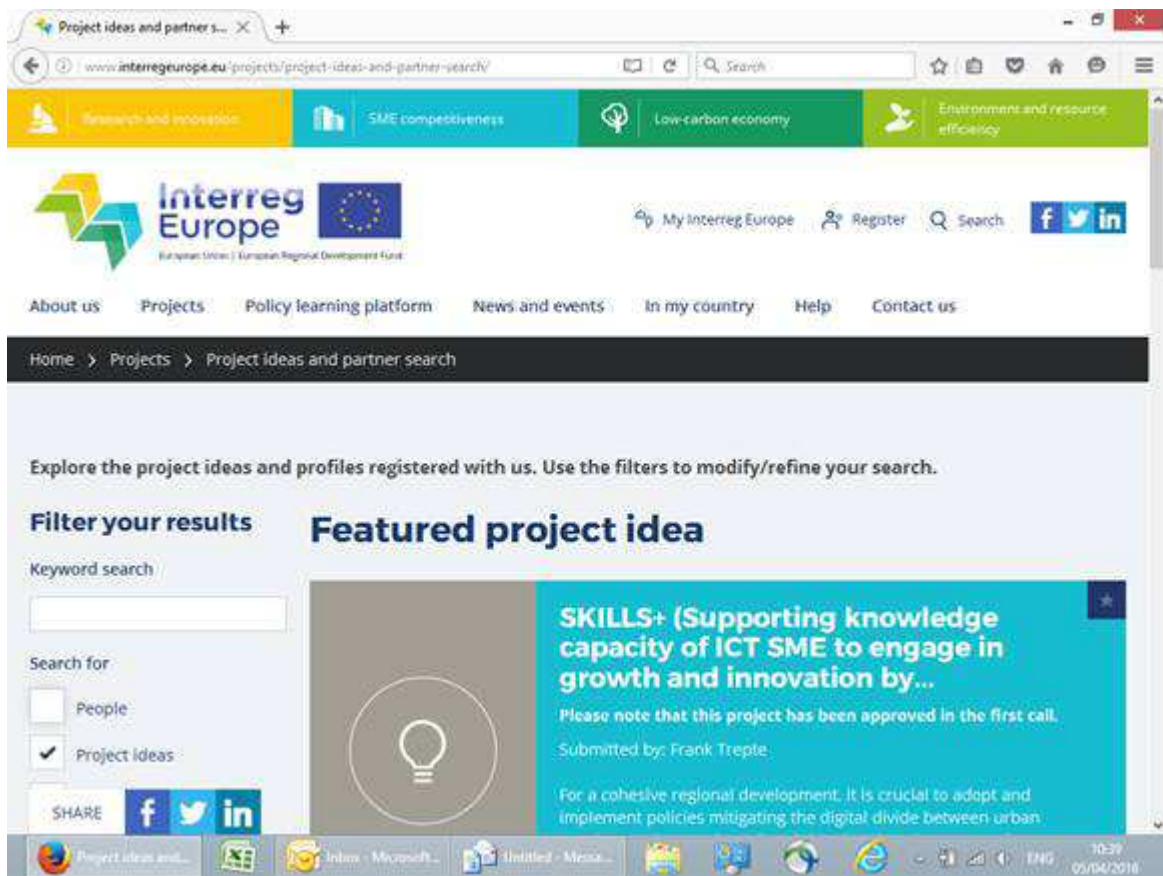 Project ideas and partner s...
www.interregeurope.eu/projects/project-ideas-and-partner-search/
Search
Research and innovation
SME competitiveness
Low-carbon economy
Environment and resource
efficiency
Interreg
Europe
European Union | European Regional Development Fund
My Interreg Europe
Register
Search
About us
Projects
Policy learning platform
News and events
In my country
Help
Contact us
Home > Projects > Project ideas and partner search
Explore the project ideas and profiles registered with us. Use the filters to modify/refine your search.
Filter your results
Keyword search
Search for
People
Project ideas
SHARE
Featured project idea
SKILLS+ (Supporting knowledge
capacity of ICT SME to engage in
growth and innovation by...
Please note that this project has been approved in the first call.
Submitted by: Frank Trepte
For a cohesive regional development, it is crucial to adopt and
implement policies mitigating the digital divide between urban
Project ideas and...
Inbox - Microsoft...
Untitled - Messa...
ENG
10:39
05/04/2016